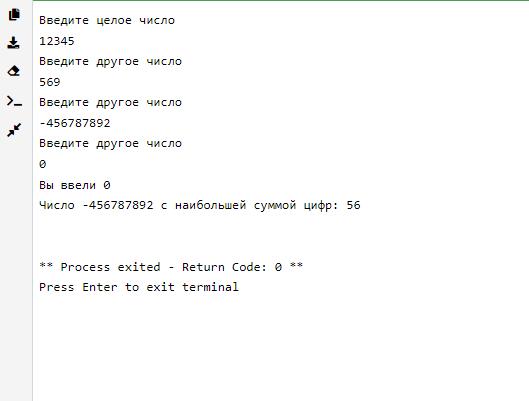 Введите целое число
12345
Введите другое число
569
Введите другое число
-456787892
Введите другое число
0
Вы ввели 0
Число -456787892 с наибольшей суммой цифр: 56
** Process exited - Return Code: 0 **
Press Enter to exit terminal